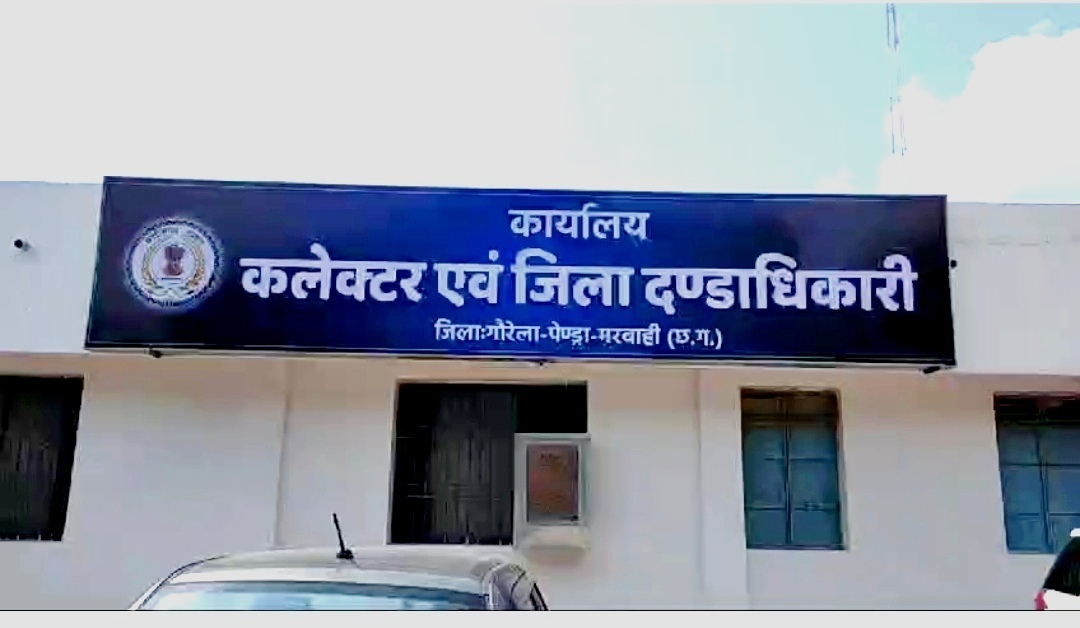 कार्यालय
कलेक्टर एवं जिला दण्डाधिकारी
जिलाःगौरेला-पेण्ड्रा-मरवाही (छ.ग.)